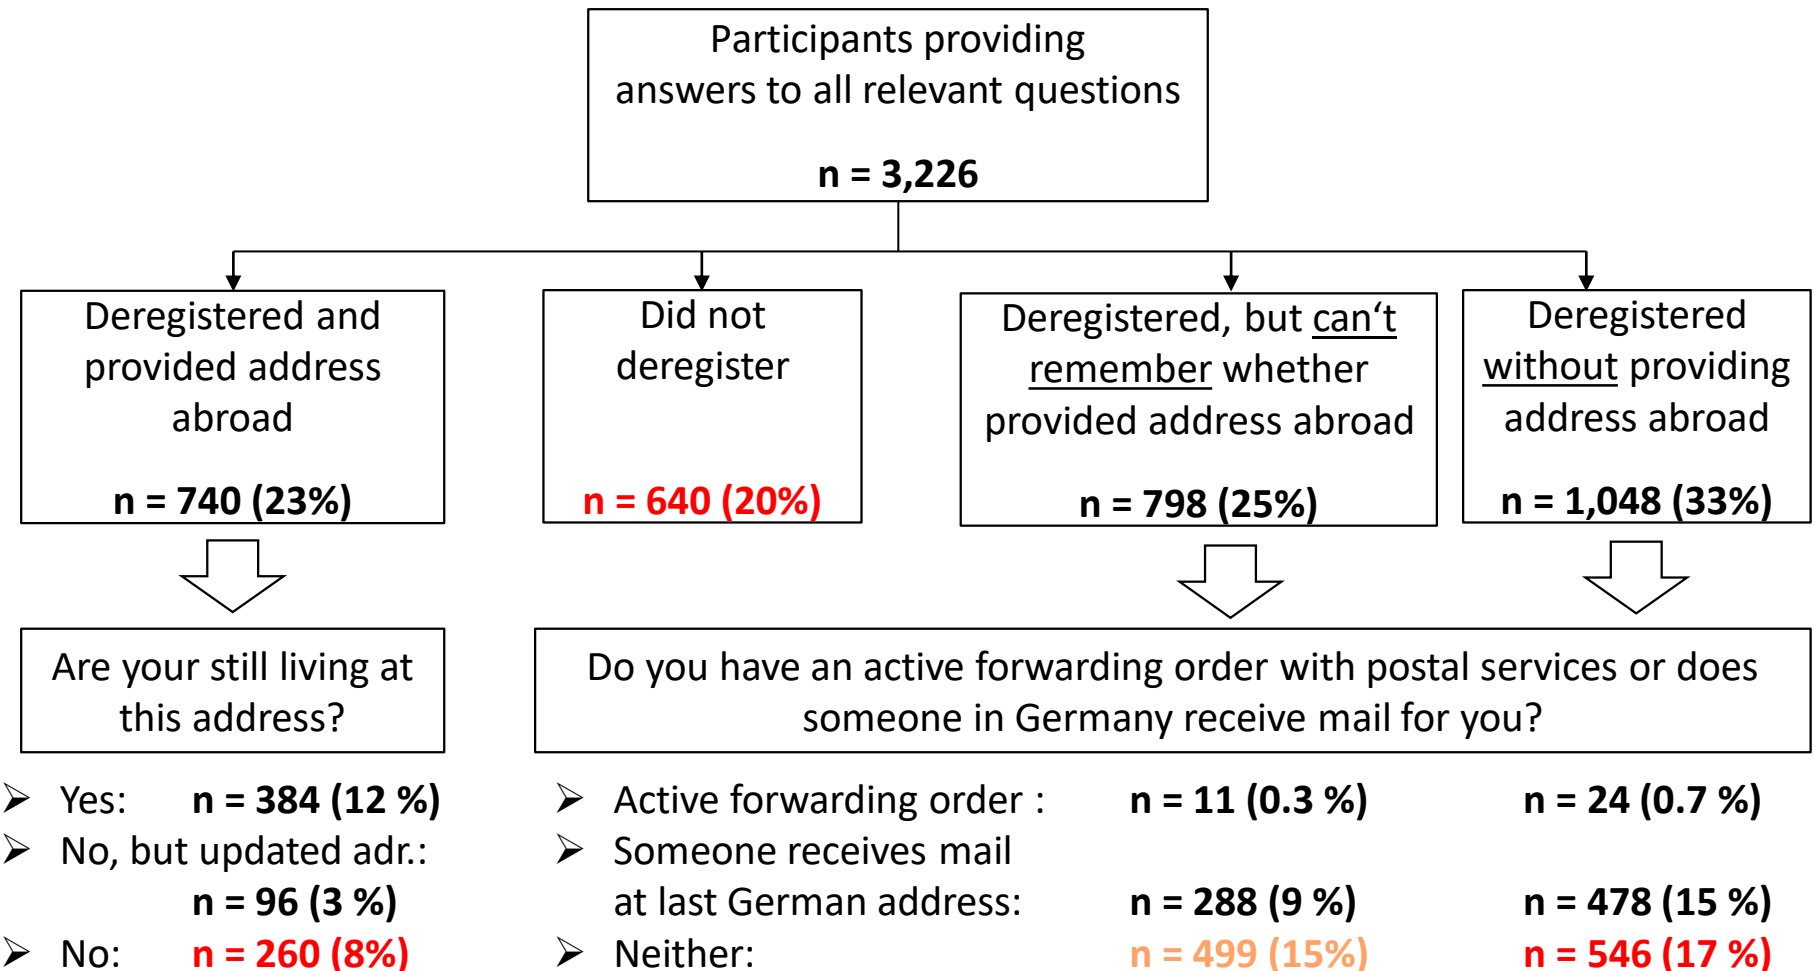 Participants providing
answers to all relevant questions
n = 3,226
Deregistered and
provided address
abroad
n = 740 (23%)
Did not
deregister
n = 640 (20%)
Deregistered, but can‘t
remember whether
provided address abroad
n = 798 (25%)
Deregistered
without providing
address abroad
n = 1,048 (33%)
Are your still living at
this address?
Do you have an active forwarding order with postal services or does
someone in Germany receive mail for you?
➢ Yes: n = 384 (12 %)
➢ No, but updated adr.:
n = 96 (3 %)
➢ No: n = 260 (8%)
➢ Active forwarding order : n = 11 (0.3 %) n = 24 (0.7 %)
➢ Someone receives mail
at last German address: n = 288 (9 %) n = 478 (15 %)
➢ Neither: n = 499 (15%) n = 546 (17 %)